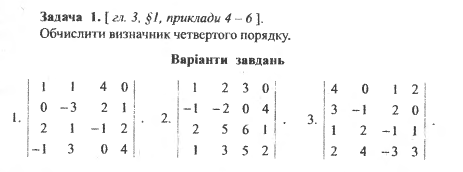 Задача 1. [ гл. 3, §1, приклади 4 – 6 ].
Обчислити визначник четвертого порядку.
Варіанти завдань
1. | 1 1 4 0 | . 2. | 1 2 3 0 | . 3. | 4 0 1 2 | .
| 0 -3 2 1 | | -1 -2 0 4 | | 3 -1 2 0 |
| 2 1 -1 2 | | 2 5 6 1 | | 1 2 -1 1 |
| -1 3 0 4 | | 1 3 5 2 | | 2 4 -3 3 |